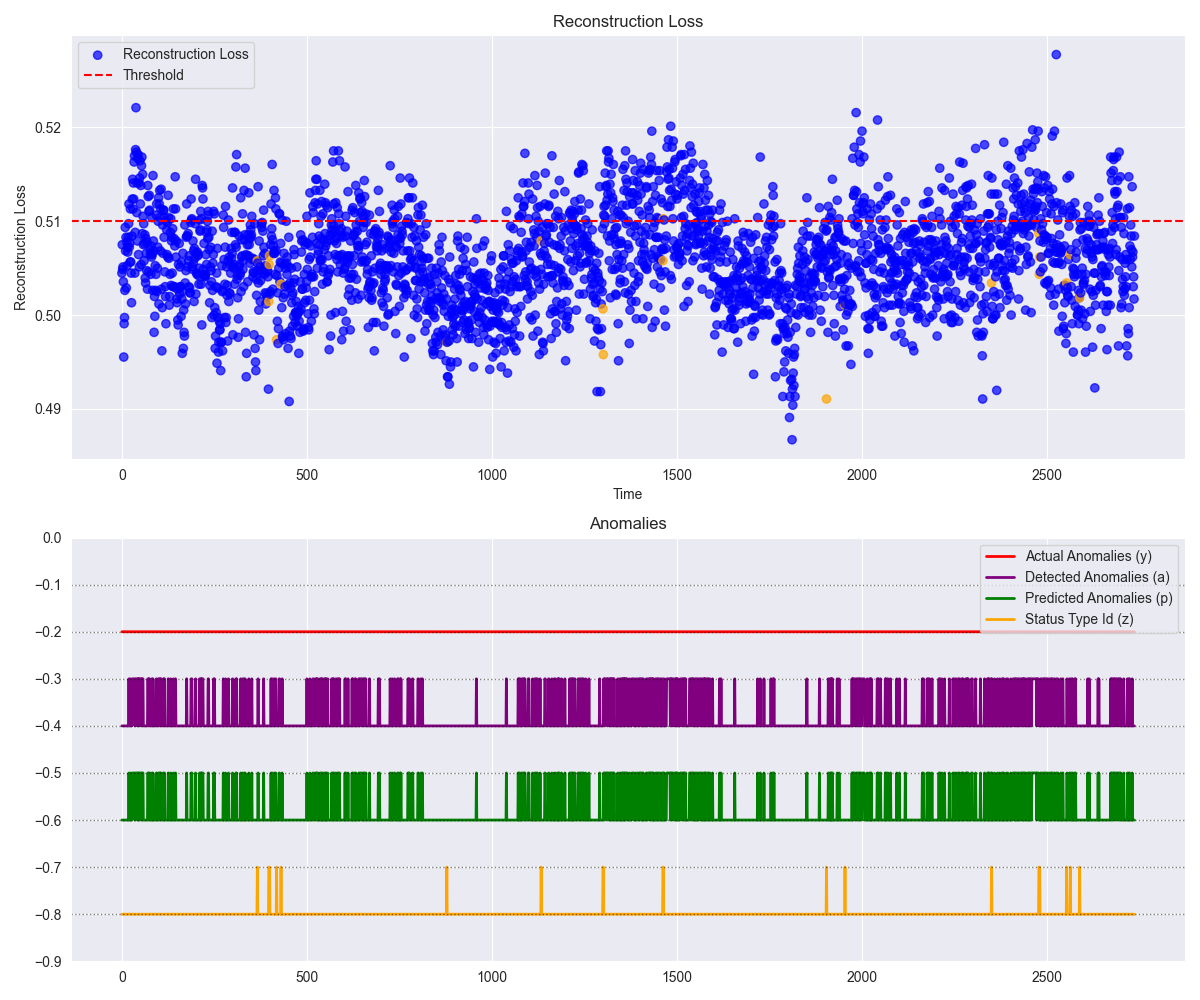 Reconstruction Loss
Reconstruction Loss
Threshold
0.52
0.51
0.50
0.49
Reconstruction Loss
0 500 1000 1500 2000 2500
Time
Anomalies
Actual Anomalies (y)
Detected Anomalies (a)
Predicted Anomalies (p)
Status Type Id (z)
0.0
−0.1
−0.2
−0.3
−0.4
−0.5
−0.6
−0.7
−0.8
−0.9
0 500 1000 1500 2000 2500